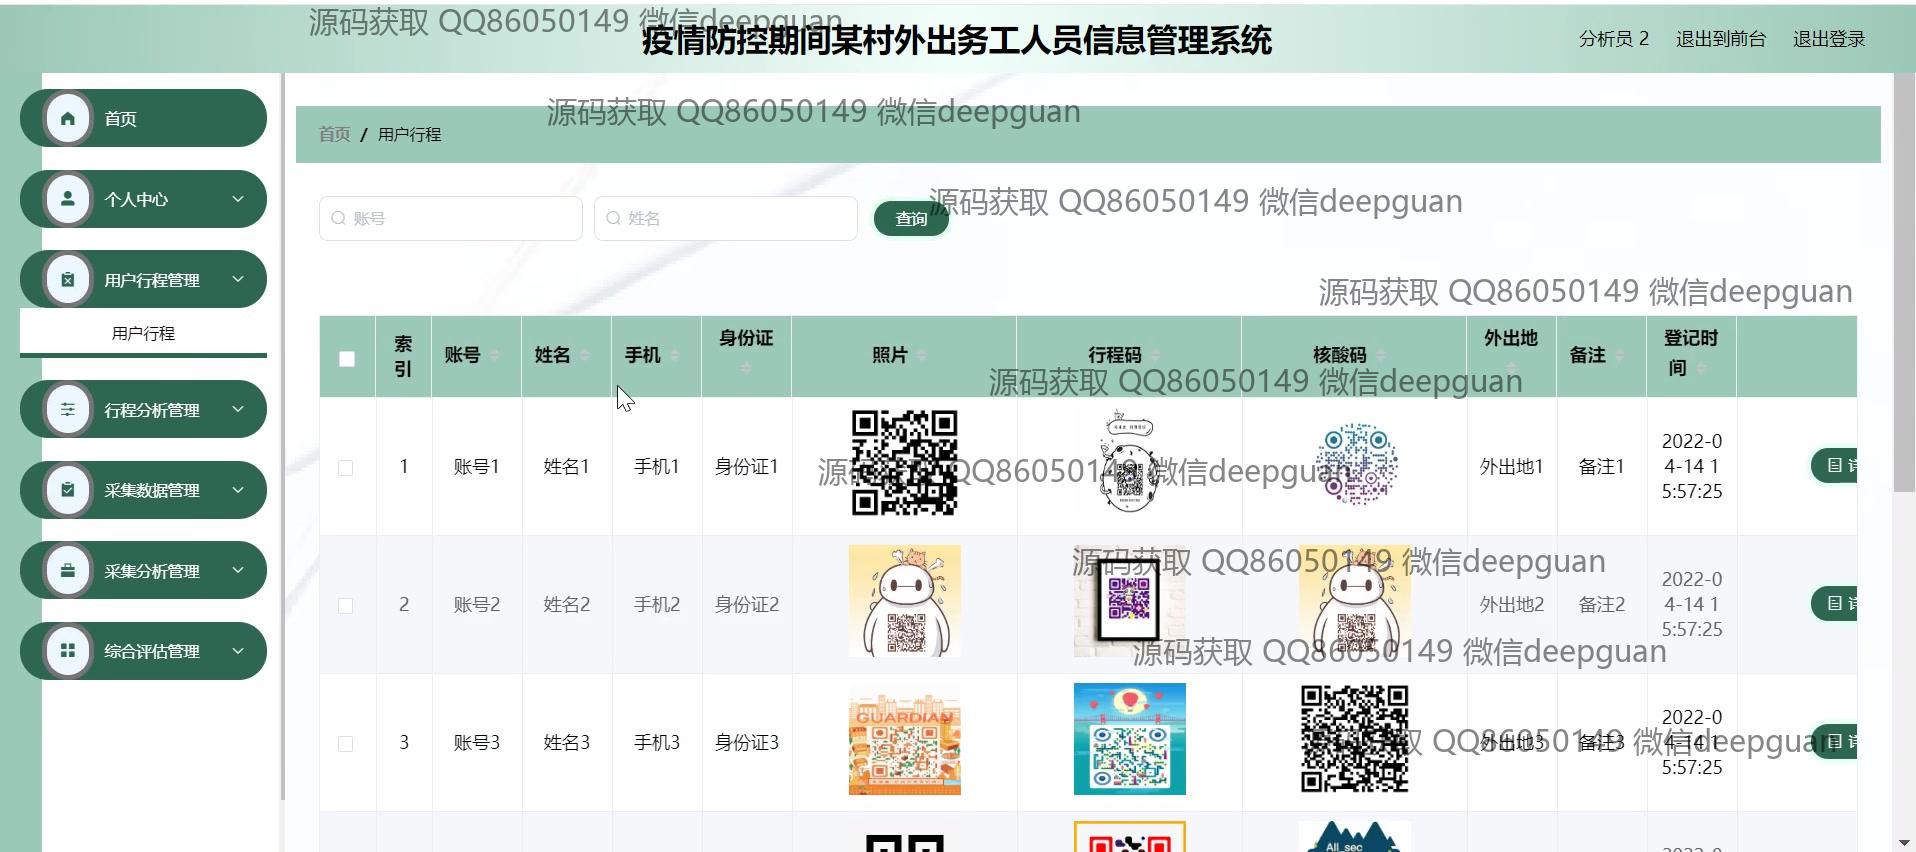 源码获取 QQ86050149 微信deepguan
疫情防控期间某村外出务工人员信息管理系统
分析员 2
退出到前台
退出登录
首页
个人中心
用户行程管理
用户行程
行程分析管理
采集数据管理
采集分析管理
综合评估管理
源码获取 QQ86050149 微信deepguan
首页 / 用户行程
源码获取 QQ86050149 微信deepguan
账号
姓名
查询
源码获取 QQ86050149 微信deepguan
索引 账号 姓名 手机 身份证 照片 行程码 核酸码 外出地 备注 登记时间
源码获取 QQ86050149 微信deepguan
1 账号1 姓名1 手机1 身份证1 外出地1 备注1 2022-04-14 15:57:25
源码获取 QQ86050149 微信deepguan
源码获取 QQ86050149 微信deepguan
2 账号2 姓名2 手机2 身份证2 外出地2 备注2 2022-04-14 15:57:25
源码获取 QQ86050149 微信deepguan
GUARDIAN
3 账号3 姓名3 手机3 身份证3 外出地3 备注3 2022-04-14 15:57:25
取 QQ86050149 微信deepguan
All sec